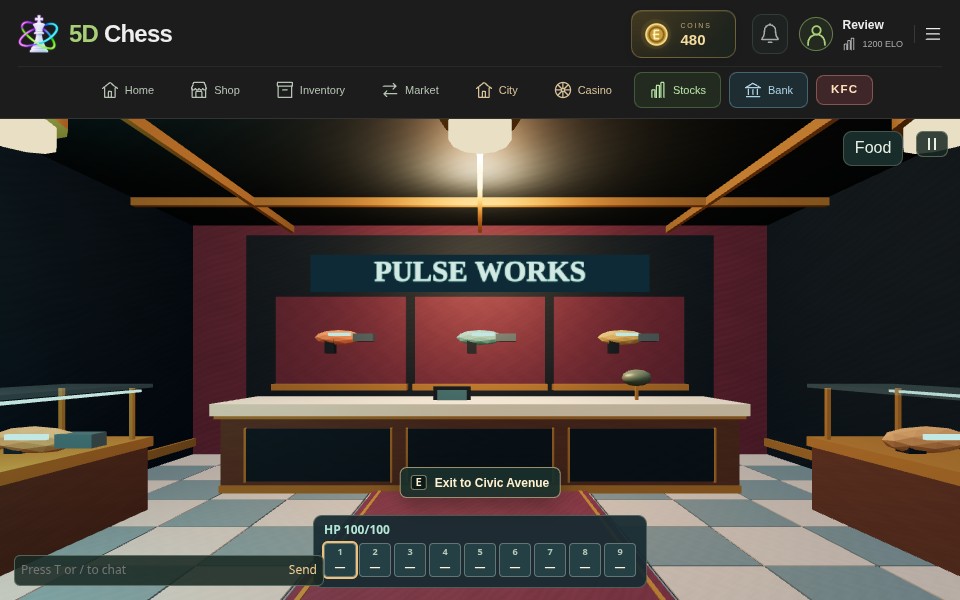 5D Chess
COINS
480
Review
1200 ELO
Home
Shop
Inventory
Market
City
Casino
Stocks
Bank
KFC
Food
PULSE WORKS
E Exit to Civic Avenue
HP 100/100
1 2 3 4 5 6 7 8 9
— — — — — — — — —
Press T or / to chat
Send